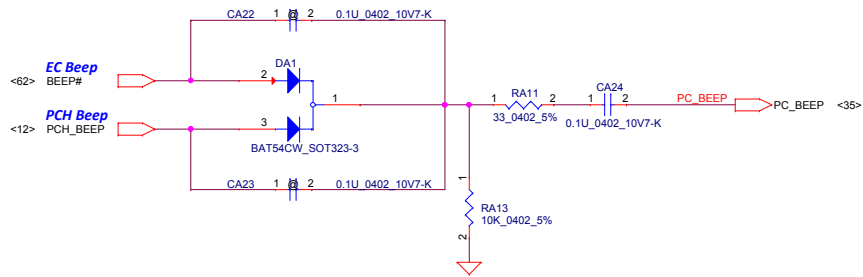 CA22 1 @ 2 0.1U_0402_10V7-K
EC Beep
DA1
<62> BEEP# 2
1
PCH Beep
<12> PCH_BEEP 3
BAT54CW_SOT323-3
CA23 1 @ 2 0.1U_0402_10V7-K
RA11
1 2
33_0402_5%
CA24
1 2
0.1U_0402_10V7-K
PC_BEEP
PC_BEEP <35>
1
RA13
10K_0402_5%
2